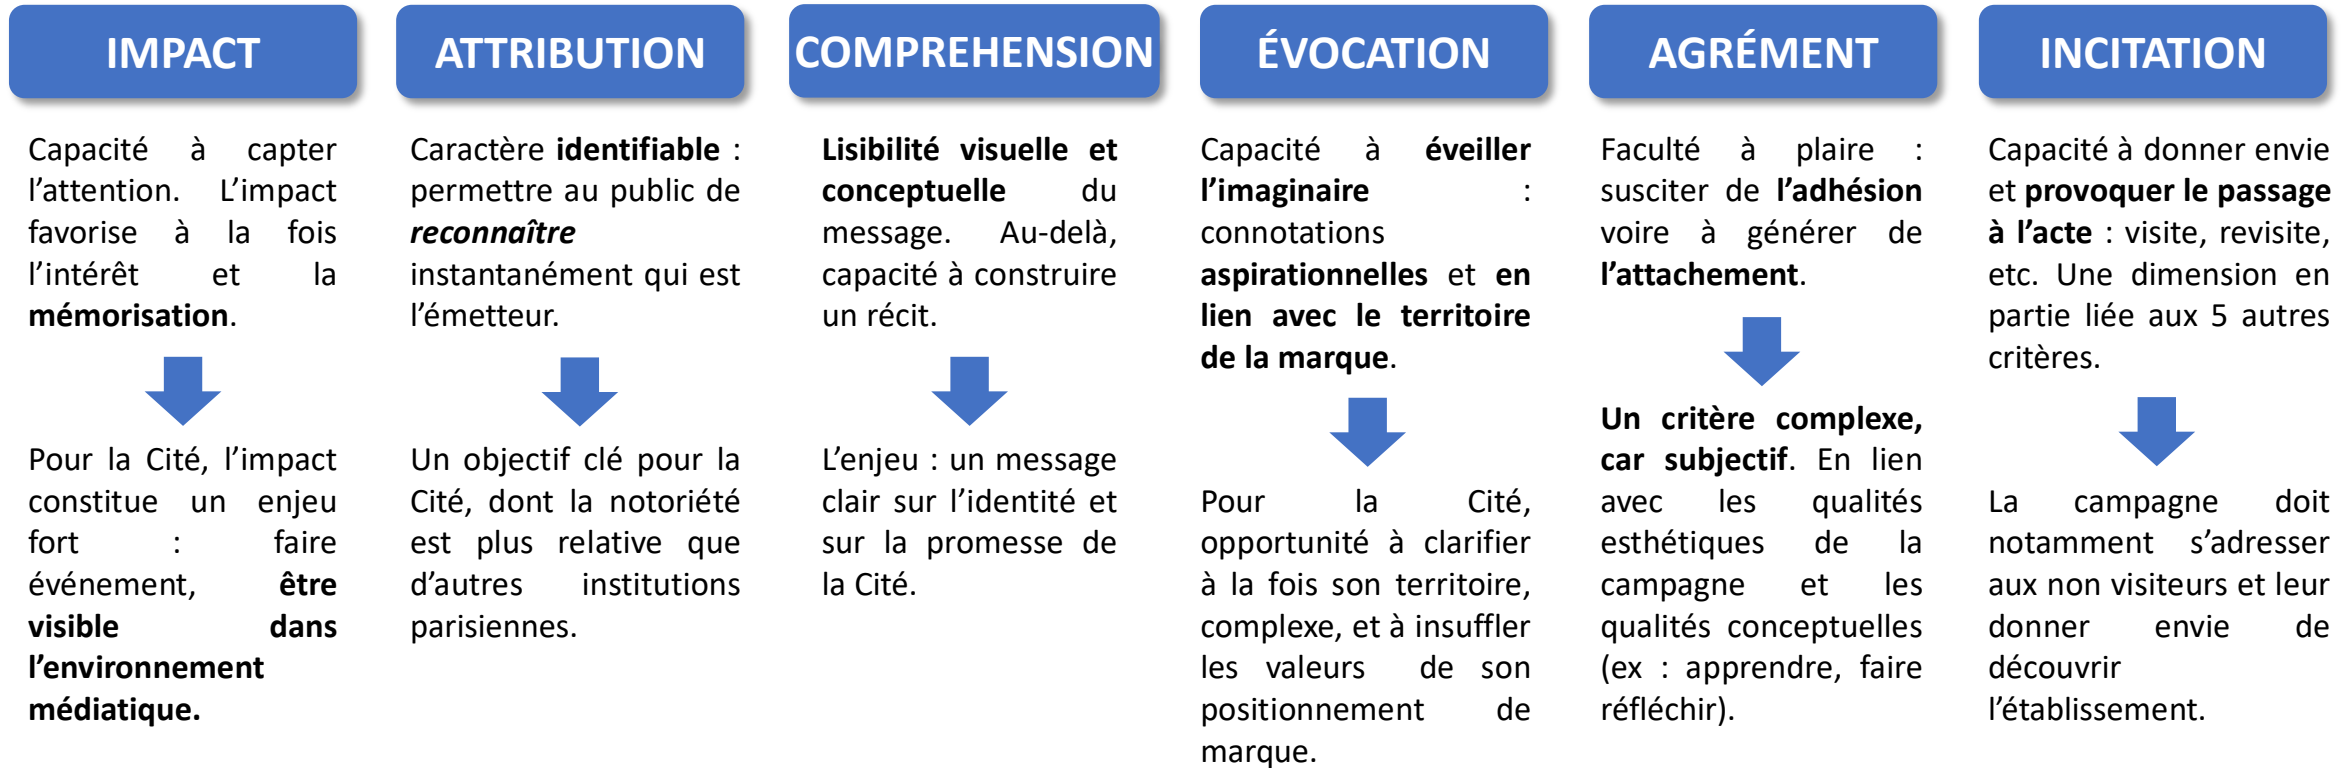 IMPACT
Capacité à capter
l’attention. L’impact
favorise à la fois
l’intérêt et la
mémorisation.
Pour la Cité, l’impact
constitue un enjeu
fort : faire
événement, être
visible dans
l’environnement
médiatique.
ATTRIBUTION
Caractère identifiable :
permettre au public de
reconnaître
instantanément qui est
l’émetteur.
Un objectif clé pour la
Cité, dont la notoriété
est plus relative que
d’autres institutions
parisiennes.
COMPREHENSION
Lisibilité visuelle et
conceptuelle du
message. Au-delà,
capacité à construire
un récit.
L’enjeu : un message
clair sur l’identité et
sur la promesse de
la Cité.
ÉVOCATION
Capacité à éveiller
l’imaginaire :
connotations
aspirationnelles et en
lien avec le territoire
de la marque.
Pour la Cité,
opportunité à clarifier
à la fois son territoire,
complexe, et à insuffler
les valeurs de son
positionnement de
marque.
AGRÉMENT
Faculté à plaire :
susciter de l’adhésion
voire à générer de
l’attachement.
Un critère complexe,
car subjectif. En lien
avec les qualités
esthétiques de la
campagne et les
qualités conceptuelles
(ex : apprendre, faire
réfléchir).
INCITATION
Capacité à donner envie
et provoquer le passage
à l’acte : visite, revisite,
etc. Une dimension en
partie liée aux 5 autres
critères.
La campagne doit
notamment s’adresser
aux non visiteurs et leur
donner envie de
découvrir
l’établissement.